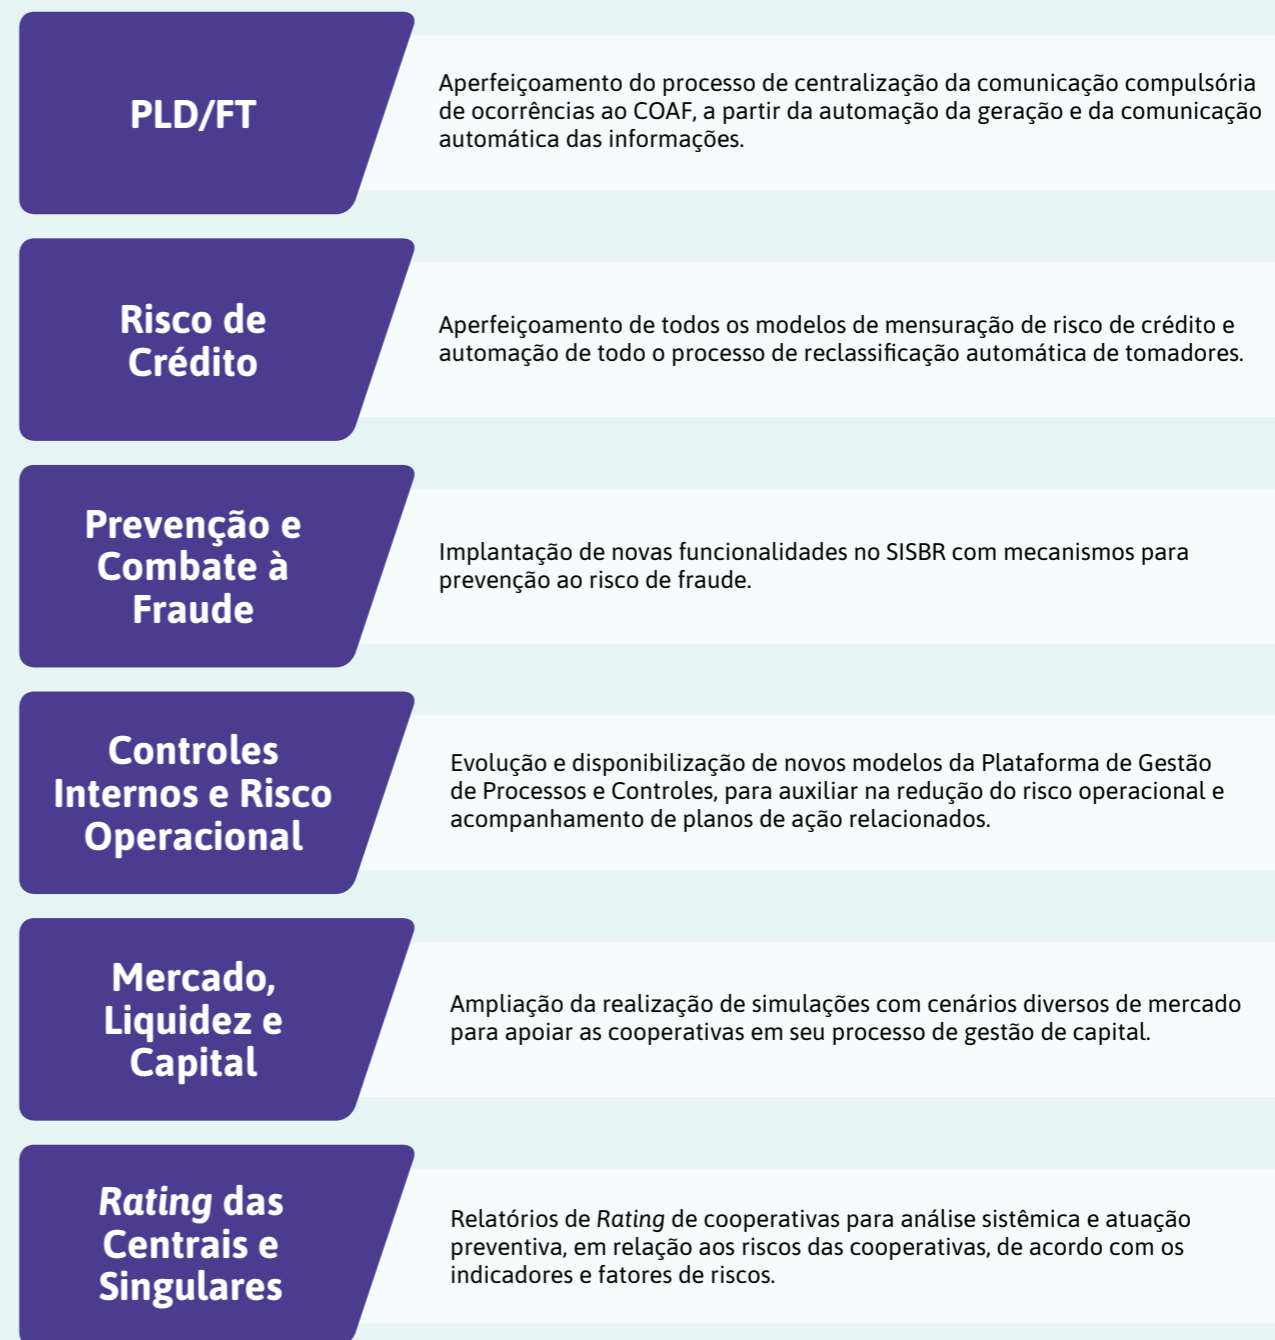 PLD/FT
Aperfeiçoamento do processo de centralização da comunicação compulsória
de ocorrências ao COAF, a partir da automação da geração e da comunicação
automática das informações.
Risco de
Crédito
Aperfeiçoamento de todos os modelos de mensuração de risco de crédito e
automação de todo o processo de reclassificação automática de tomadores.
Prevenção e
Combate à
Fraude
Implantação de novas funcionalidades no SISBR com mecanismos para
prevenção ao risco de fraude.
Controles
Internos e Risco
Operacional
Evolução e disponibilização de novos modelos da Plataforma de Gestão
de Processos e Controles, para auxiliar na redução do risco operacional e
acompanhamento de planos de ação relacionados.
Mercado,
Liquidez e
Capital
Ampliação da realização de simulações com cenários diversos de mercado
para apoiar as cooperativas em seu processo de gestão de capital.
Rating das
Centrais e
Singulares
Relatórios de Rating de cooperativas para análise sistêmica e atuação
preventiva, em relação aos riscos das cooperativas, de acordo com os
indicadores e fatores de riscos.